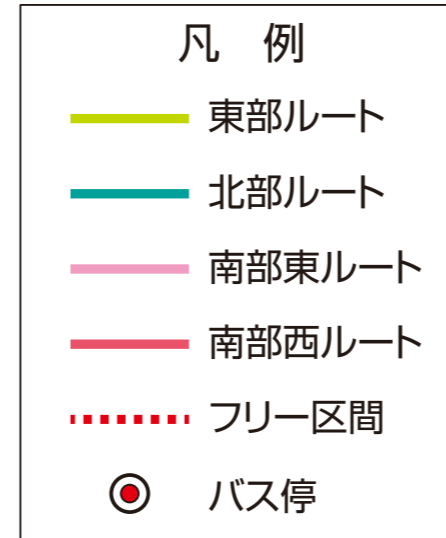 凡 例
東部ルート
北部ルート
南部東ルート
南部西ルート
フリー区間
バス停